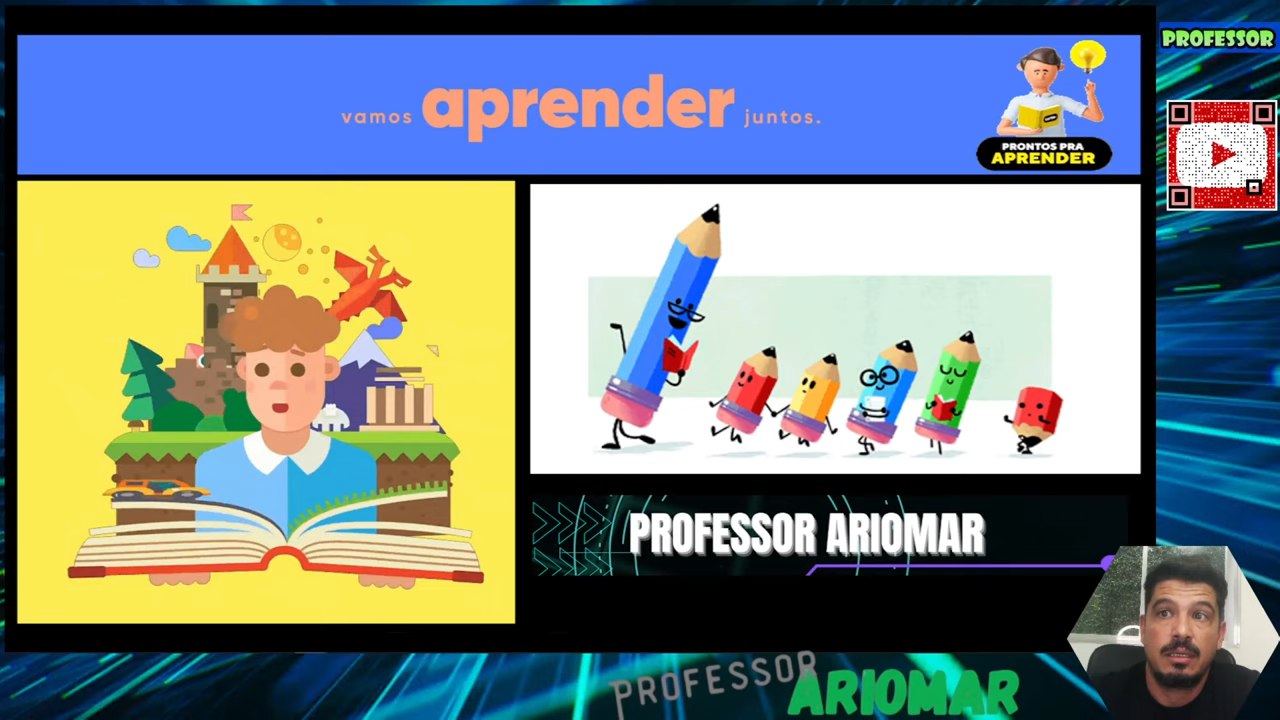 vamos aprender juntos.
PRONTOS PRA
APRENDER
PROFESSOR
PROFESSOR ARIOMAR
PROFESSOR
ARIOMAR